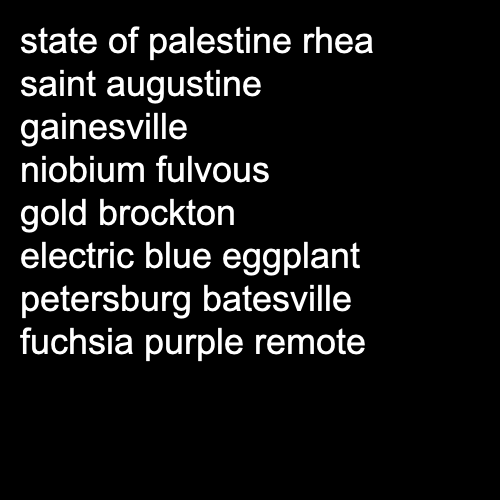 state of palestine rhea
saint augustine
gainesville
niobium fulvous
gold brockton
electric blue eggplant
petersburg batesville
fuchsia purple remote